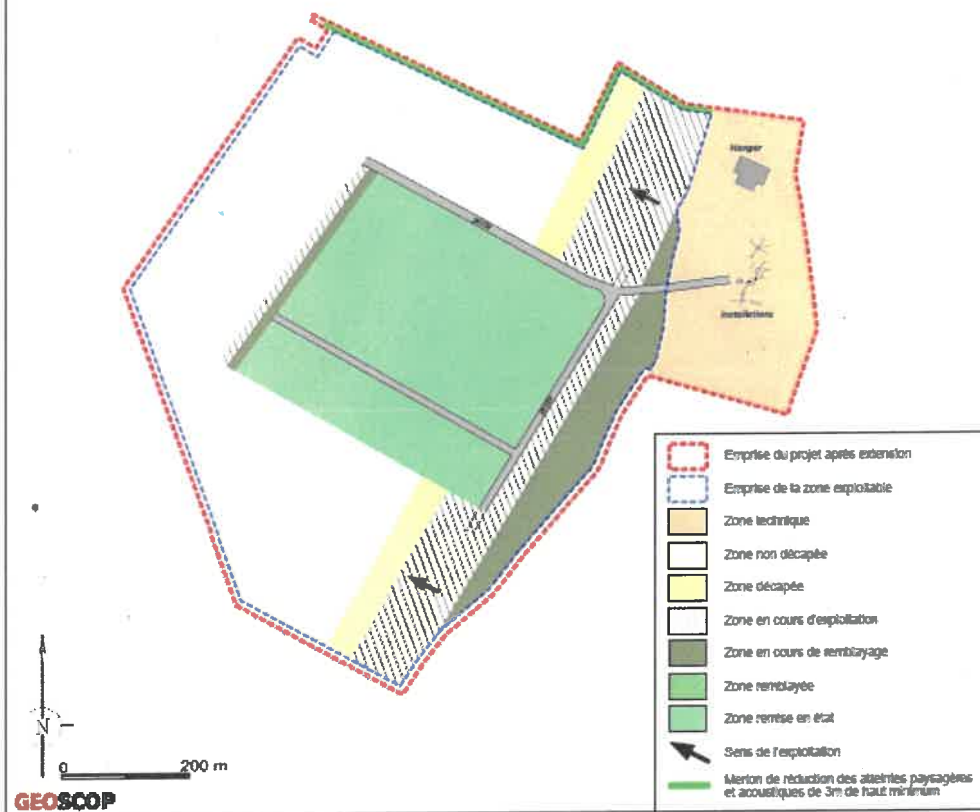 Hangar
Installations
Emprise du projet après extension
Emprise de la zone exploitable
Zone technique
Zone non décapée
Zone décapée
Zone en cours d'exploitation
Zone en cours de remblayage
Zone remblayée
Zone remise en état
Sens de l'exploitation
Merlon de réduction des atteintes paysagères
et acoustiques de 3m de haut minimum
N
0 200 m
GEOSCOP